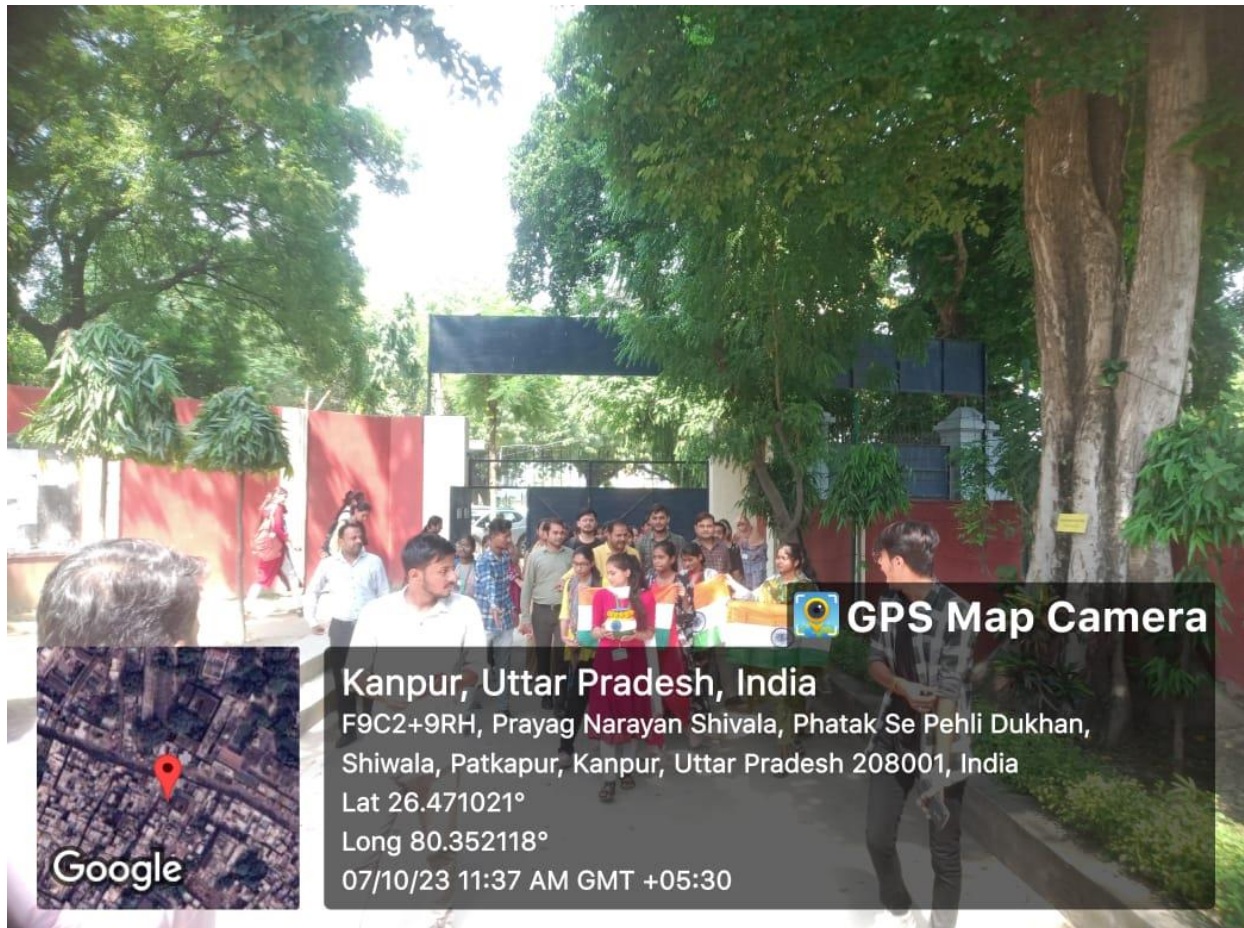 GPS Map Camera
Kanpur, Uttar Pradesh, India
F9C2+9RH, Prayag Narayan Shivala, Phatak Se Pehli Dukhan,
Shiwala, Patkapur, Kanpur, Uttar Pradesh 208001, India
Lat 26.471021°
Long 80.352118°
07/10/23 11:37 AM GMT +05:30
Google